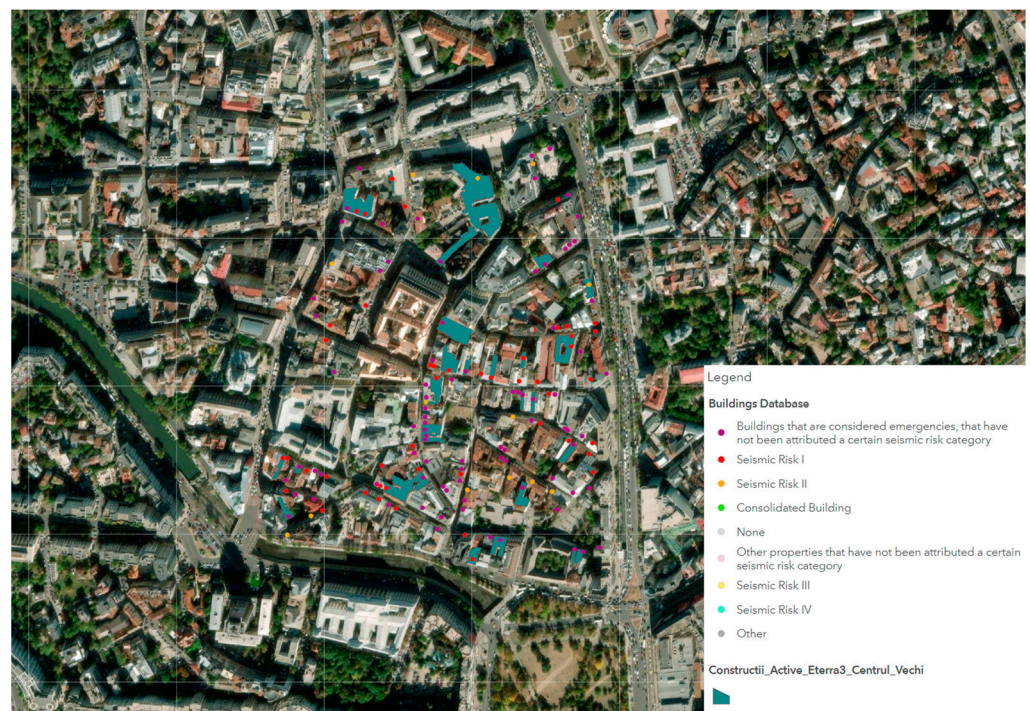 Legend
Buildings Database
Buildings that are considered emergencies, that have
not been attributed a certain seismic risk category
Seismic Risk I
Seismic Risk II
Consolidated Building
None
Other properties that have not been attributed a certain
seismic risk category
Seismic Risk III
Seismic Risk IV
Other
Constructii_Active_Eterra3_Centrul_Vechi